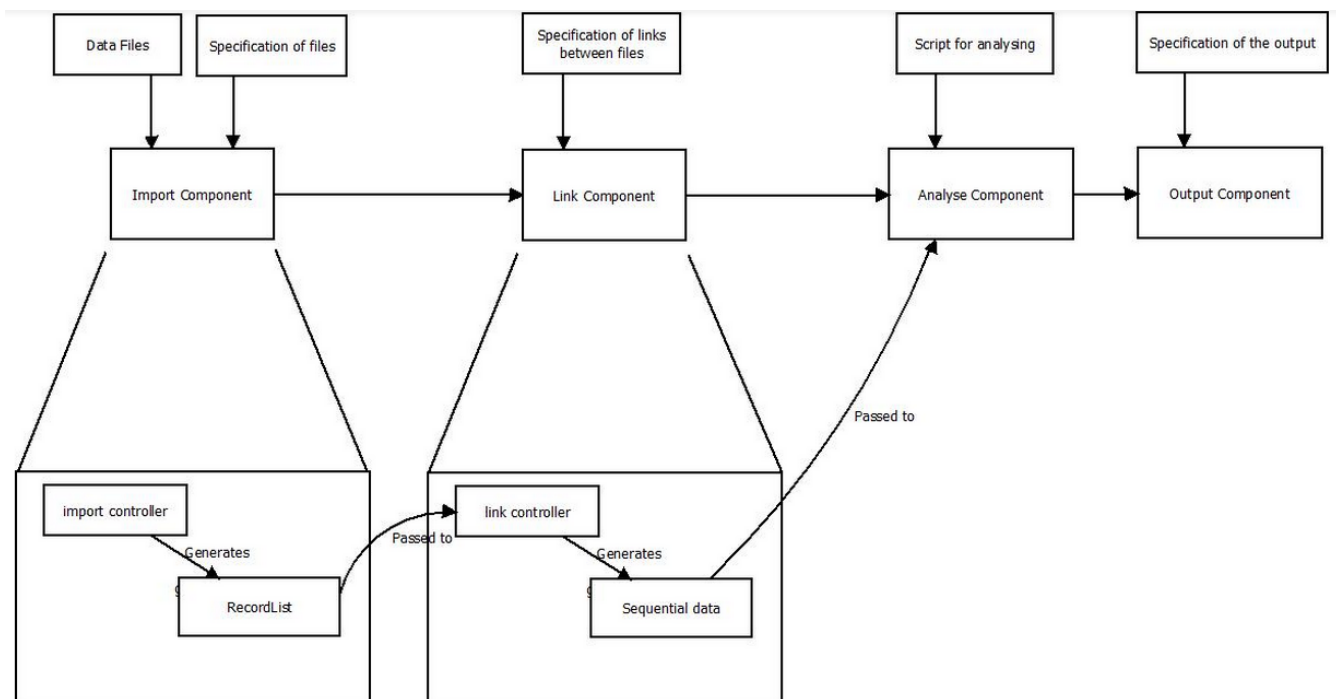 Data Files
Specification of files
Specification of links
between files
Script for analysing
Specification of the output
Import Component
Link Component
Analyse Component
Output Component
Passed to
import controller
Generates
RecordList
Passed to
link controller
Generates
Sequential data